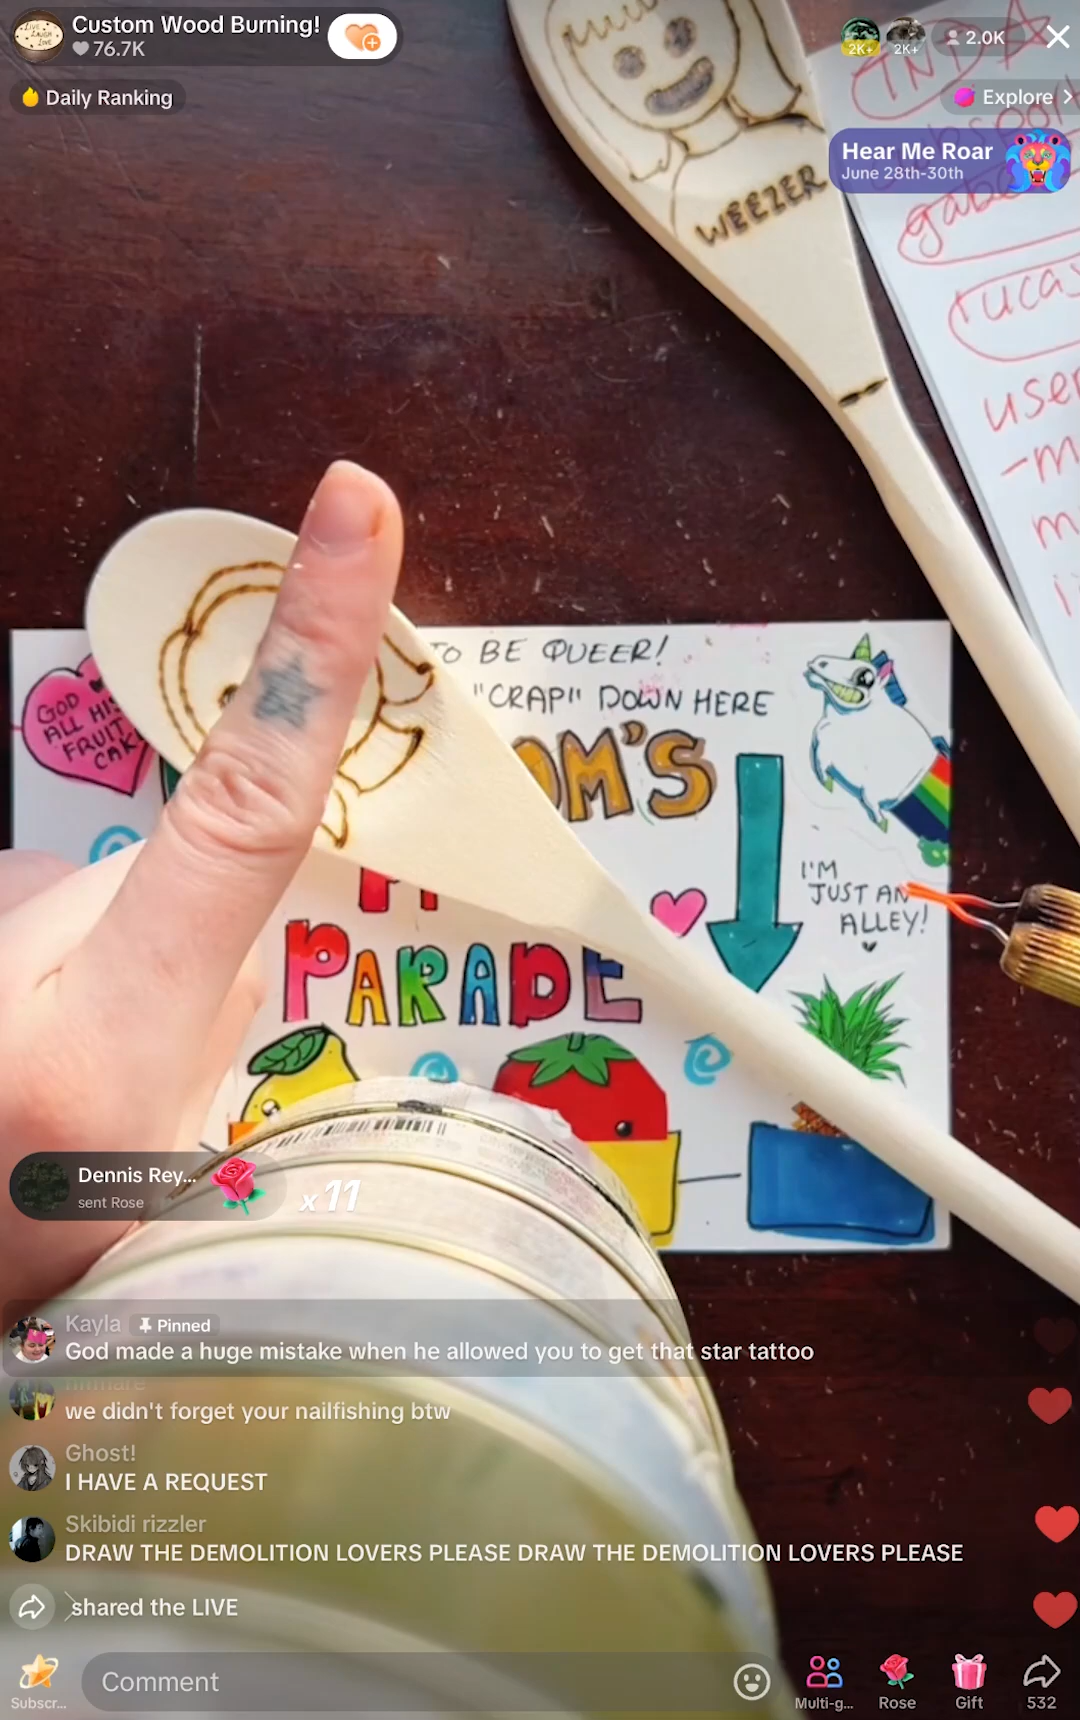 Custom Wood Burning!
76.7K
2K+
2K+
2.0K
Daily Ranking
Explore
Hear Me Roar
June 28th-30th
WEEZER
user
TO BE QUEER!
"CRAP" DOWN HERE
GOD
ALL HIS
FRUIT
CAK
OM'S
I'M
JUST AN
ALLEY!
PARADE
Dennis Rey...
sent Rose
x11
Kayla
Pinned
God made a huge mistake when he allowed you to get that star tattoo
we didn't forget your nailfishing btw
Ghost!
I HAVE A REQUEST
Skibidi rizzler
DRAW THE DEMOLITION LOVERS PLEASE DRAW THE DEMOLITION LOVERS PLEASE
shared the LIVE
Subscr...
Comment
Multi-g...
Rose
Gift
532